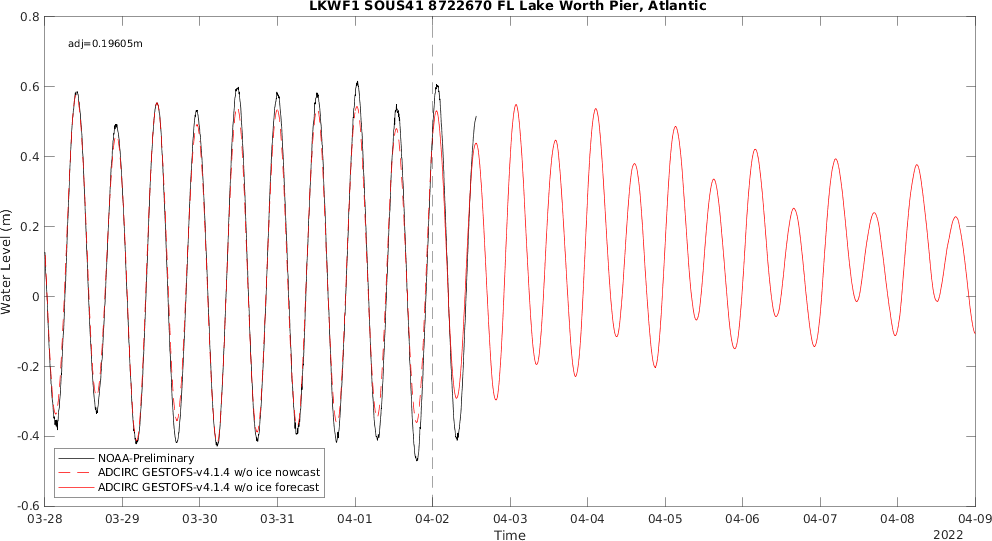 LKWF1 SOUS41 8722670 FL Lake Worth Pier, Atlantic
adj=0.19605m
0.8
0.6
0.4
0.2
0
-0.2
-0.4
-0.6
Water Level (m)
NOAA-Preliminary
ADCIRC GESTOFS-v4.1.4 w/o ice nowcast
ADCIRC GESTOFS-v4.1.4 w/o ice forecast
03-28 03-29 03-30 03-31 04-01 04-02 04-03 04-04 04-05 04-06 04-07 04-08 04-09
Time
2022